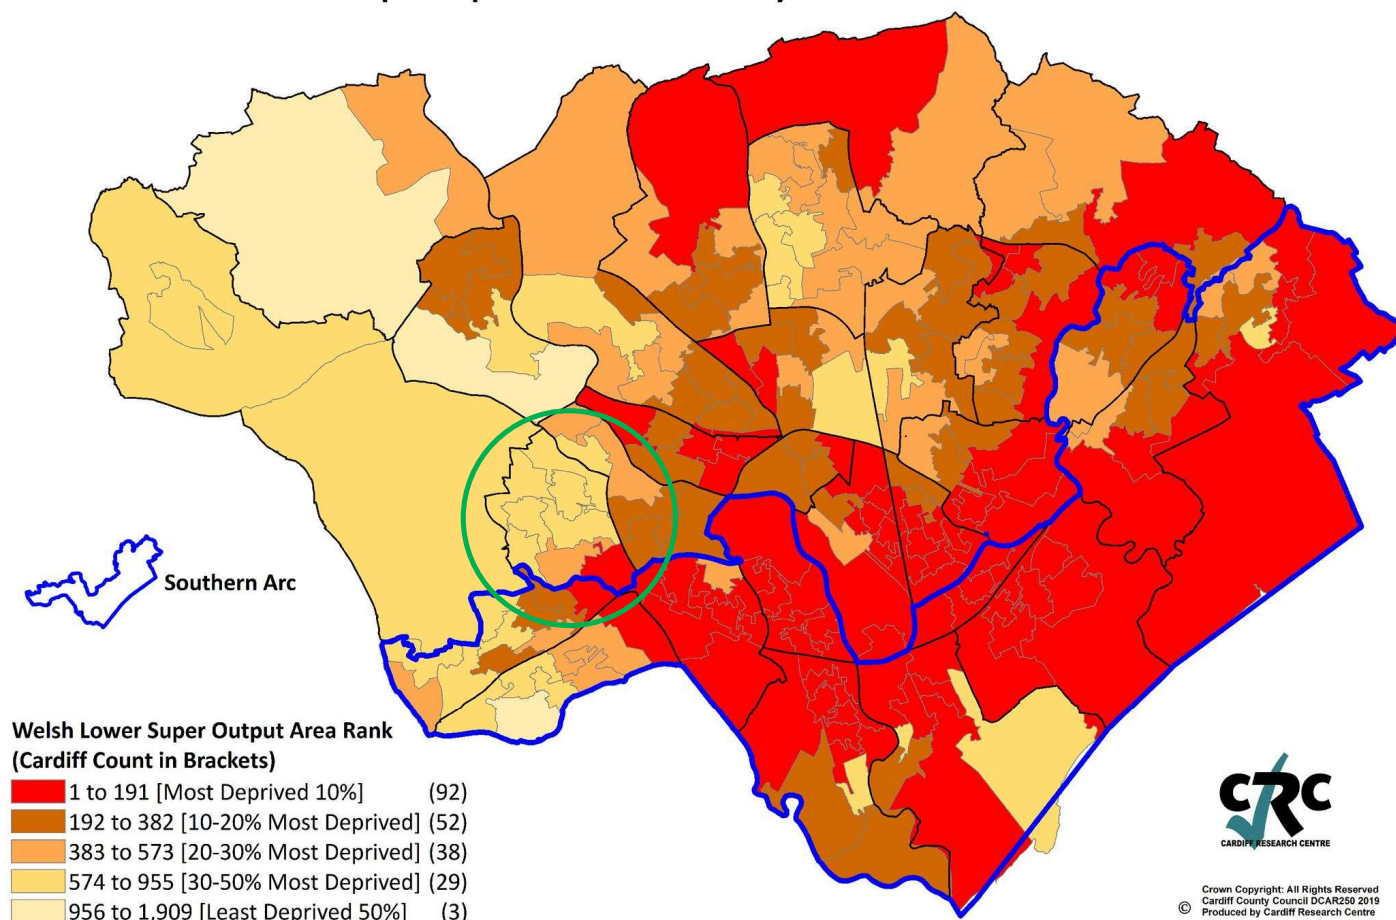 Southern Arc
Welsh Lower Super Output Area Rank
(Cardiff Count in Brackets)
1 to 191 [Most Deprived 10%] (92)
192 to 382 [10-20% Most Deprived] (52)
383 to 573 [20-30% Most Deprived] (38)
574 to 955 [30-50% Most Deprived] (29)
956 to 1,909 [Least Deprived 50%] (3)
CRC
CARDIFF RESEARCH CENTRE
Crown Copyright: All Rights Reserved
Cardiff County Council DCAR250 2019
© Produced by Cardiff Research Centre